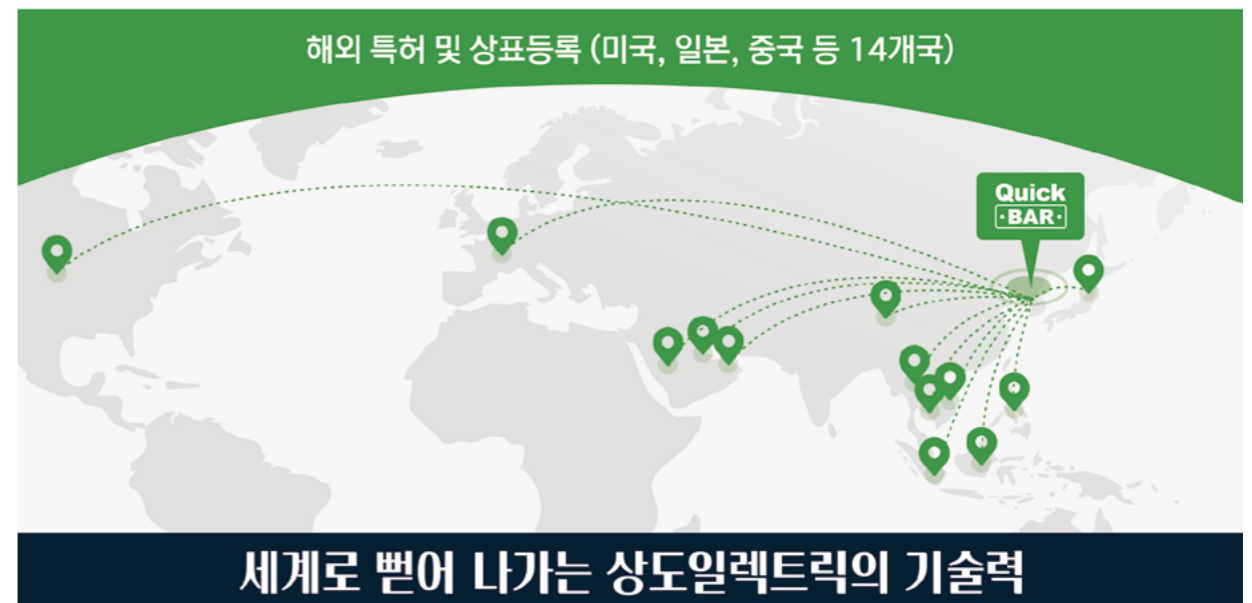 해외 특허 및 상표등록 (미국, 일본, 중국 등 14개국)
Quick
·BAR·
세계로 뻗어 나가는 상도일렉트릭의 기술력